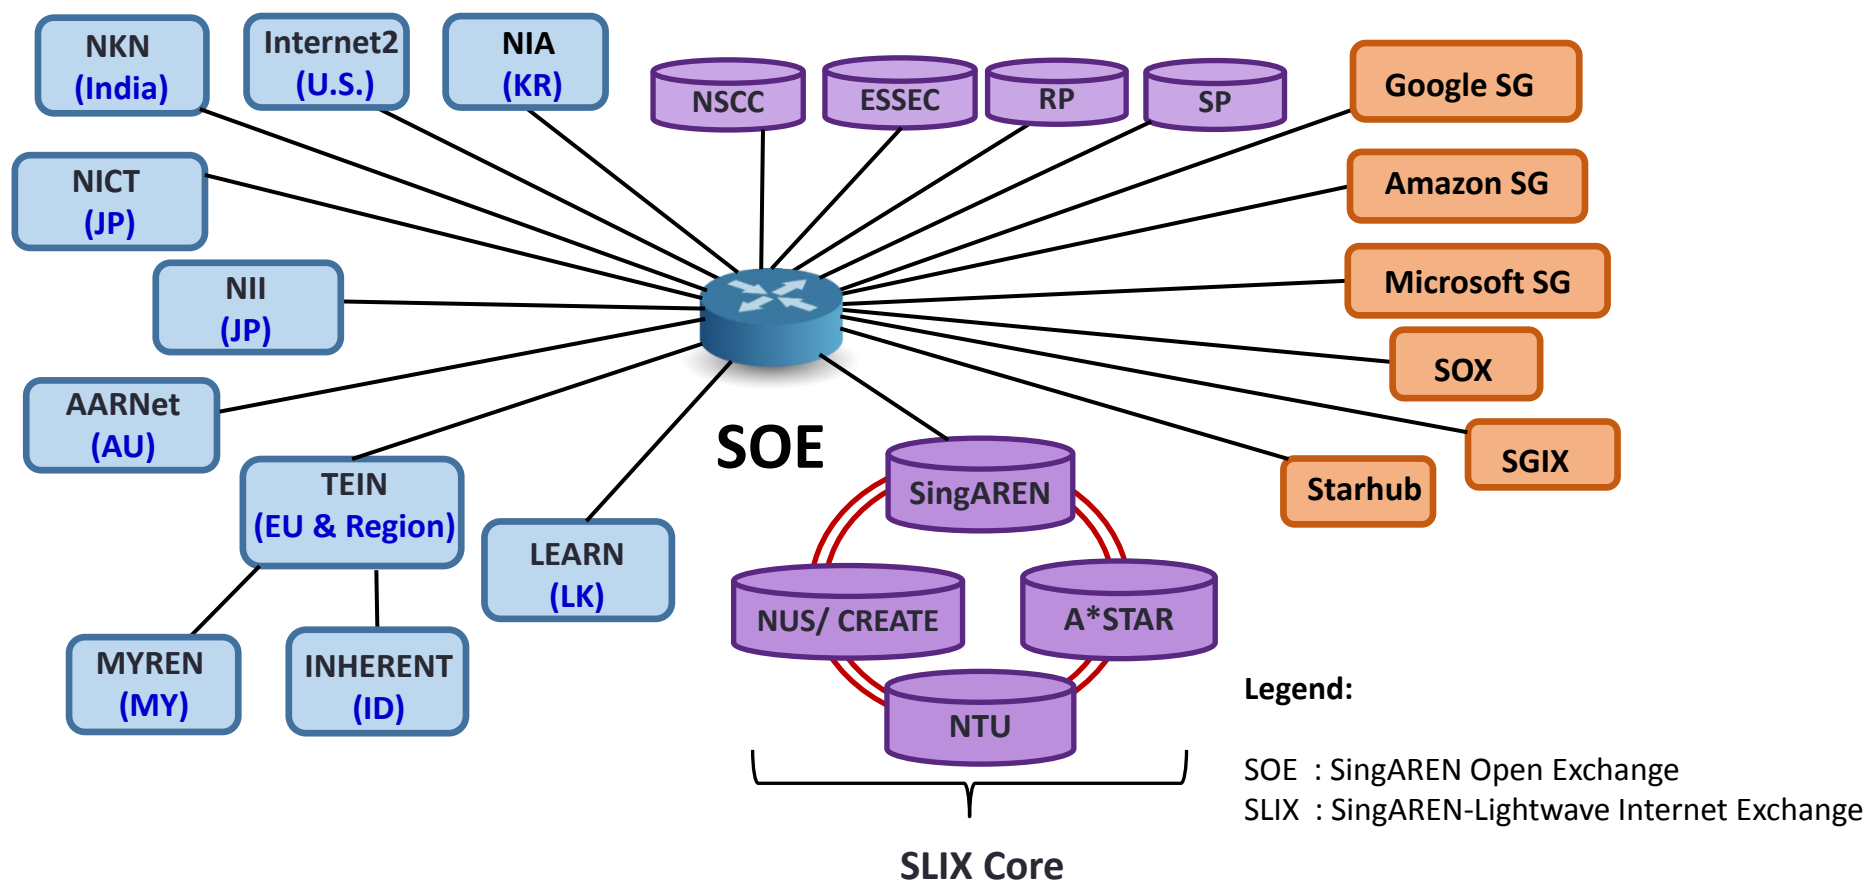 NKN
(India)
Internet2
(U.S.)
NIA
(KR)
NSCC
ESSEC
RP
SP
Google SG
NICT
(JP)
Amazon SG
NII
(JP)
Microsoft SG
SOX
AARNet
(AU)
SOE
SGIX
Starhub
TEIN
(EU & Region)
SingAREN
LEARN
(LK)
NUS/ CREATE
A*STAR
MYREN
(MY)
INHERENT
(ID)
NTU
Legend:
SOE : SingAREN Open Exchange
SLIX : SingAREN-Lightwave Internet Exchange
SLIX Core